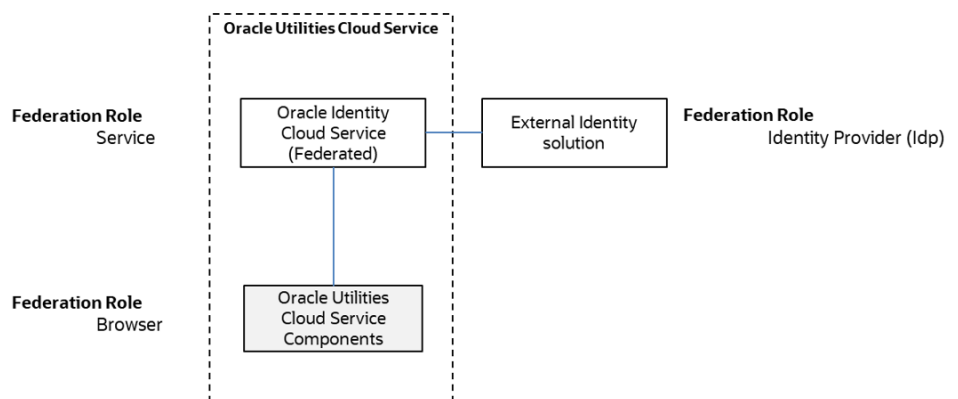 Oracle Utilities Cloud Service
Federation Role
Service
Oracle Identity
Cloud Service
(Federated)
External Identity
solution
Federation Role
Identity Provider (Idp)
Federation Role
Browser
Oracle Utilities
Cloud Service
Components